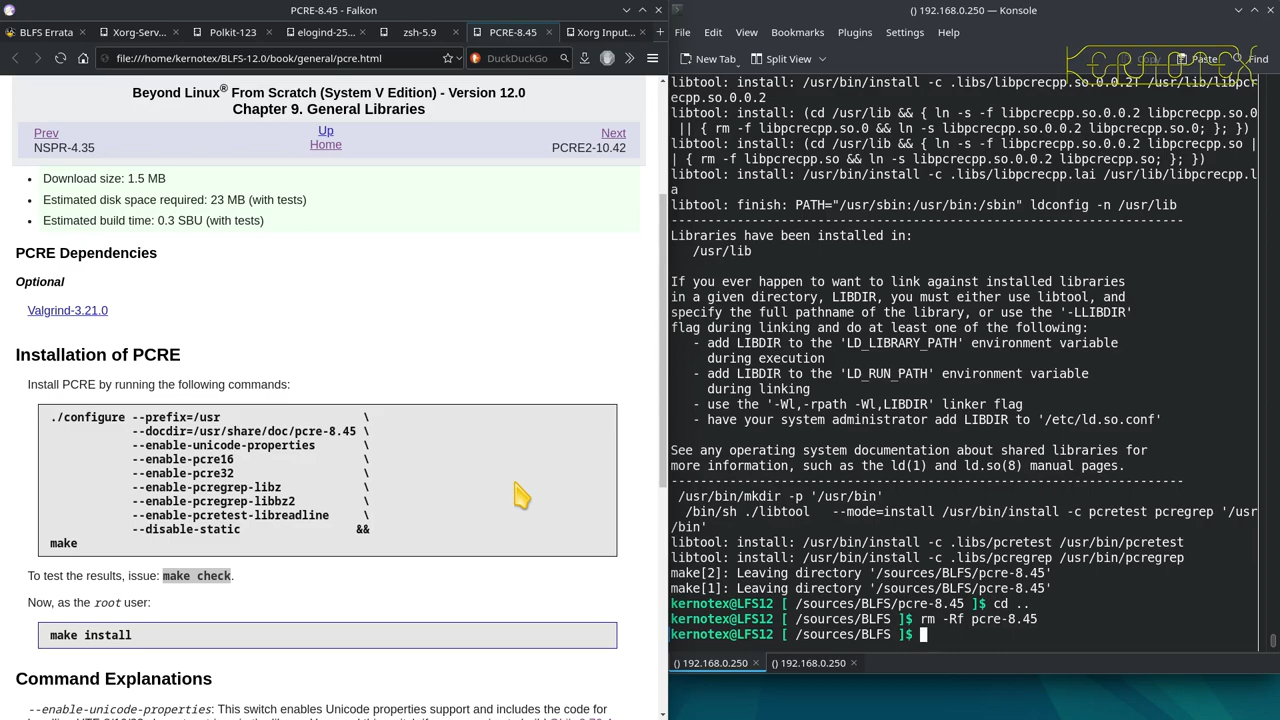 PCRE-8.45 - Falkon
BLFS Errata
Xorg-Serv...
Polkit-123
elogind-25...
zsh-5.9
PCRE-8.45
Xorg Input...
file:///home/kernotex/BLFS-12.0/book/general/pcre.html
DuckDuckGo
Beyond Linux® From Scratch (System V Edition) - Version 12.0
Chapter 9. General Libraries
Prev
Up
Next
NSPR-4.35
Home
PCRE2-10.42
Download size: 1.5 MB
Estimated disk space required: 23 MB (with tests)
Estimated build time: 0.3 SBU (with tests)
PCRE Dependencies
Optional
Valgrind-3.21.0
Installation of PCRE
Install PCRE by running the following commands:
./configure --prefix=/usr \
--docdir=/usr/share/doc/pcre-8.45 \
--enable-unicode-properties \
--enable-pcre16 \
--enable-pcre32 \
--enable-pcregrep-libz \
--enable-pcregrep-libbz2 \
--enable-pcretest-libreadline \
--disable-static &&
make
To test the results, issue: make check.
Now, as the root user:
make install
Command Explanations
--enable-unicode-properties: This switch enables Unicode properties support and includes the code for
() 192.168.0.250 — Konsole
File Edit View Bookmarks Plugins Settings Help
New Tab
Split View
Copy
Paste
Find
Kernotex
libtool: install: /usr/bin/install -c .libs/libpcrecpp.so.0.0.2T /usr/lib/libpcr
ecpp.so.0.0.2
libtool: install: (cd /usr/lib && { ln -s -f libpcrecpp.so.0.0.2 libpcrecpp.so.0
|| { rm -f libpcrecpp.so.0 && ln -s libpcrecpp.so.0.0.2 libpcrecpp.so.0; }; })
libtool: install: (cd /usr/lib && { ln -s -f libpcrecpp.so.0.0.2 libpcrecpp.so |
| { rm -f libpcrecpp.so && ln -s libpcrecpp.so.0.0.2 libpcrecpp.so; }; })
libtool: install: /usr/bin/install -c .libs/libpcrecpp.lai /usr/lib/libpcrecpp.l
a
libtool: finish: PATH="/usr/sbin:/usr/bin:/sbin" ldconfig -n /usr/lib
----------------------------------------------------------------------
Libraries have been installed in:
/usr/lib
If you ever happen to want to link against installed libraries
in a given directory, LIBDIR, you must either use libtool, and
specify the full pathname of the library, or use the '-LLIBDIR'
flag during linking and do at least one of the following:
- add LIBDIR to the 'LD_LIBRARY_PATH' environment variable
during execution
- add LIBDIR to the 'LD_RUN_PATH' environment variable
during linking
- use the '-Wl,-rpath -Wl,LIBDIR' linker flag
- have your system administrator add LIBDIR to '/etc/ld.so.conf'
See any operating system documentation about shared libraries for
more information, such as the ld(1) and ld.so(8) manual pages.
----------------------------------------------------------------------
/usr/bin/mkdir -p '/usr/bin'
/bin/sh ./libtool --mode=install /usr/bin/install -c pcretest pcregrep '/usr
/bin'
libtool: install: /usr/bin/install -c .libs/pcretest /usr/bin/pcretest
libtool: install: /usr/bin/install -c .libs/pcregrep /usr/bin/pcregrep
make[2]: Leaving directory '/sources/BLFS/pcre-8.45'
make[1]: Leaving directory '/sources/BLFS/pcre-8.45'
kernotex@LFS12 [ /sources/BLFS/pcre-8.45 ]$ cd ..
kernotex@LFS12 [ /sources/BLFS ]$ rm -Rf pcre-8.45
kernotex@LFS12 [ /sources/BLFS ]$
() 192.168.0.250
() 192.168.0.250